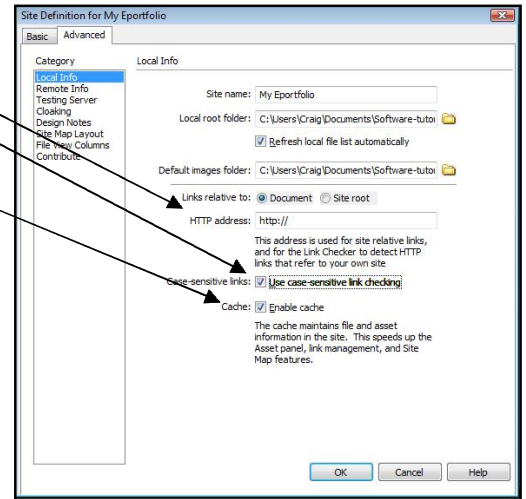 Site Definition for My Eportfolio
Basic Advanced
Category
Local Info
Remote Info
Testing Server
Cloaking
Design Notes
Site Map Layout
File View Columns
Contribute
Local Info
Site name: My Eportfolio
Local root folder: C:\Users\Craig\Documents\Software-tutor
Refresh local file list automatically
Default images folder: C:\Users\Craig\Documents\Software-tutor
Links relative to: Document Site root
HTTP address: http://
This address is used for site relative links,
and for the Link Checker to detect HTTP
links that refer to your own site
Case-sensitive links: Use case-sensitive link checking
Cache: Enable cache
The cache maintains file and asset
information in the site. This speeds up the
Asset panel, link management, and Site
Map features.
OK Cancel Help